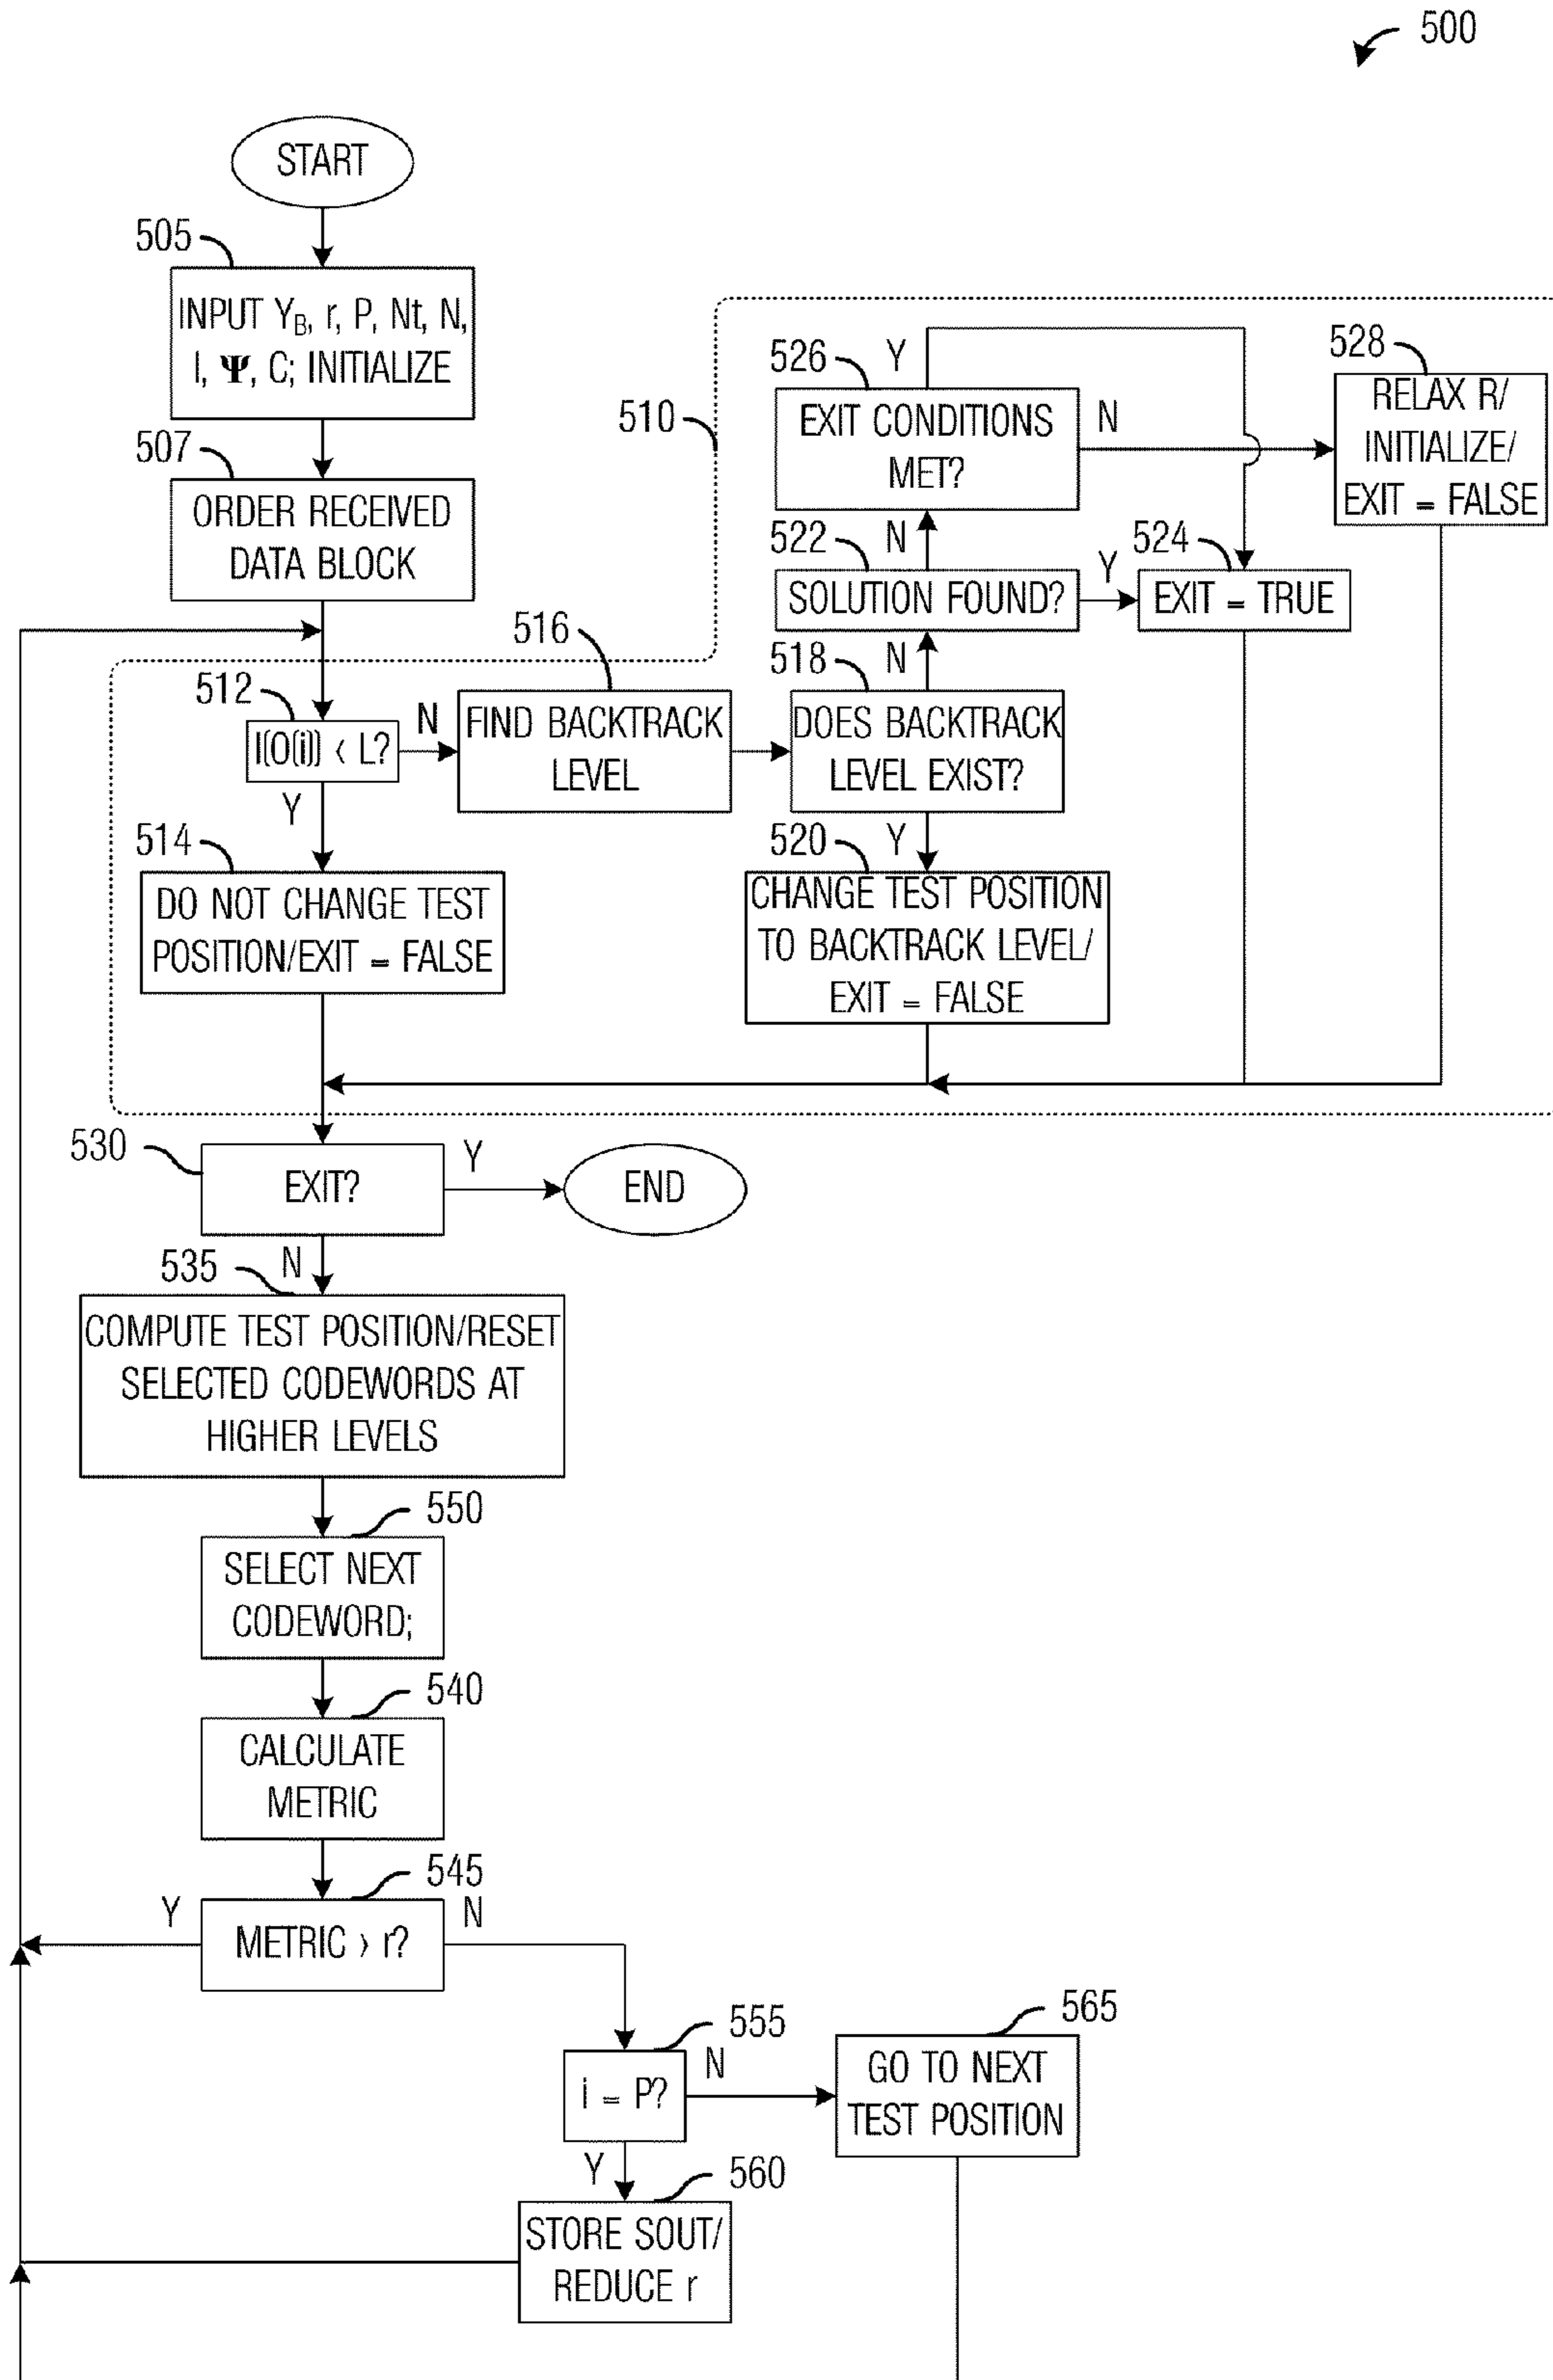 500
START
505
INPUT Y_B, r, P, Nt, N,
I, Ψ, C; INITIALIZE
507
ORDER RECEIVED
DATA BLOCK
510
512
I(O(i)) < L?
N
Y
514
DO NOT CHANGE TEST
POSITION/EXIT = FALSE
516
FIND BACKTRACK
LEVEL
518
DOES BACKTRACK
LEVEL EXIST?
N
Y
520
CHANGE TEST POSITION
TO BACKTRACK LEVEL/
EXIT = FALSE
522
SOLUTION FOUND?
N
Y
524
EXIT = TRUE
526
EXIT CONDITIONS
MET?
Y
N
528
RELAX R/
INITIALIZE/
EXIT = FALSE
530
EXIT?
Y
END
N
535
COMPUTE TEST POSITION/RESET
SELECTED CODEWORDS AT
HIGHER LEVELS
550
SELECT NEXT
CODEWORD;
540
CALCULATE
METRIC
545
METRIC > r?
Y
N
555
i = P?
N
Y
565
GO TO NEXT
TEST POSITION
560
STORE SOUT/
REDUCE r